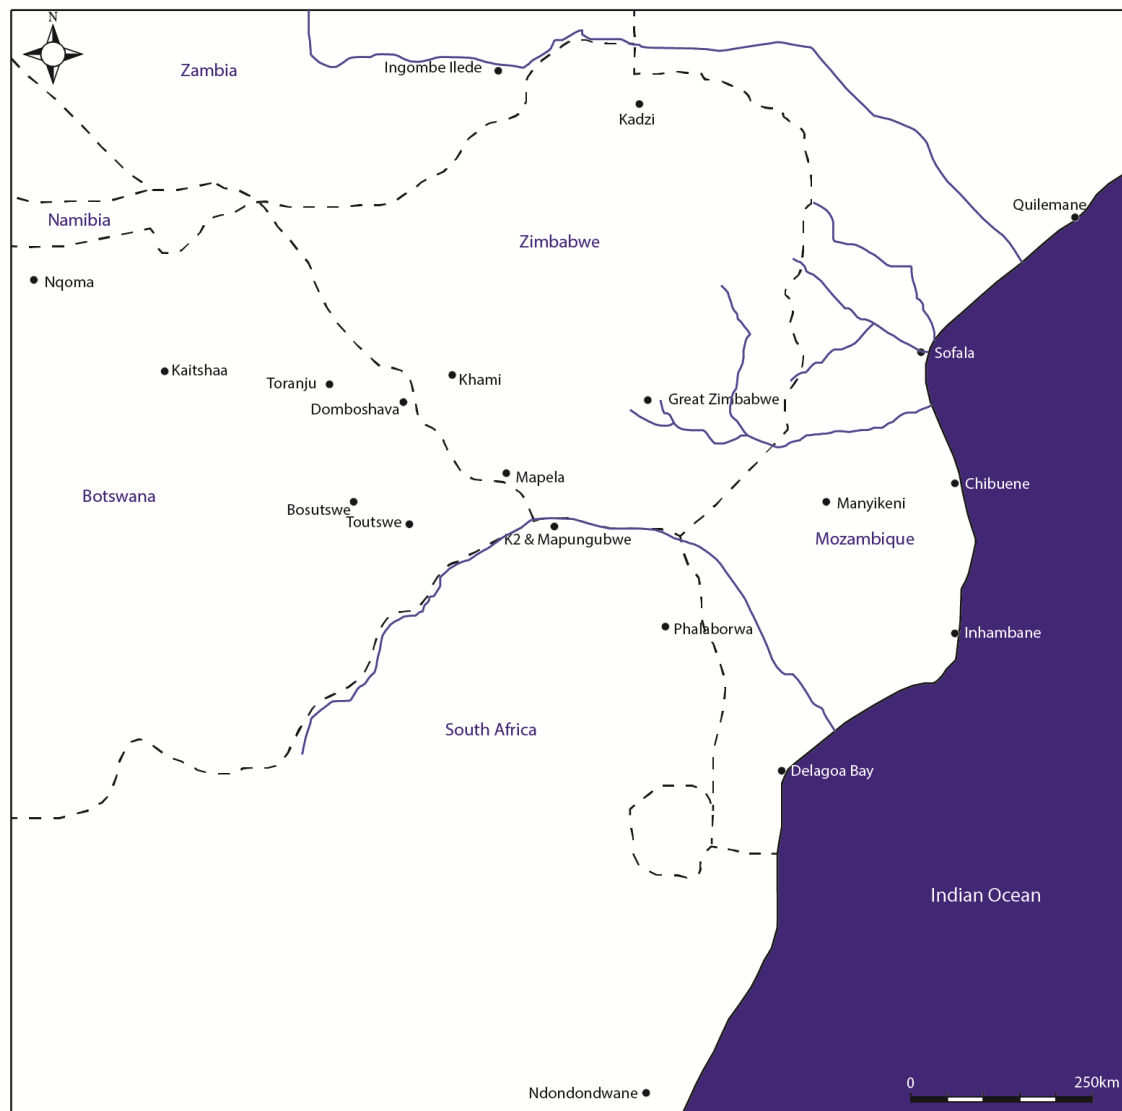 N
Zambia
Ingombe Ilede
Kadzi
Quilemane
Namibia
Zimbabwe
Nqoma
Sofala
Kaitshaa
Khami
Toranju
Domboshava
Great Zimbabwe
Mapela
Chibuene
Botswana
Manyikeni
Bosutswe
Toutswe
K2 & Mapungubwe
Mozambique
Phalaborwa
Inhambane
South Africa
Delagoa Bay
Indian Ocean
0 250km
Ndondondwane